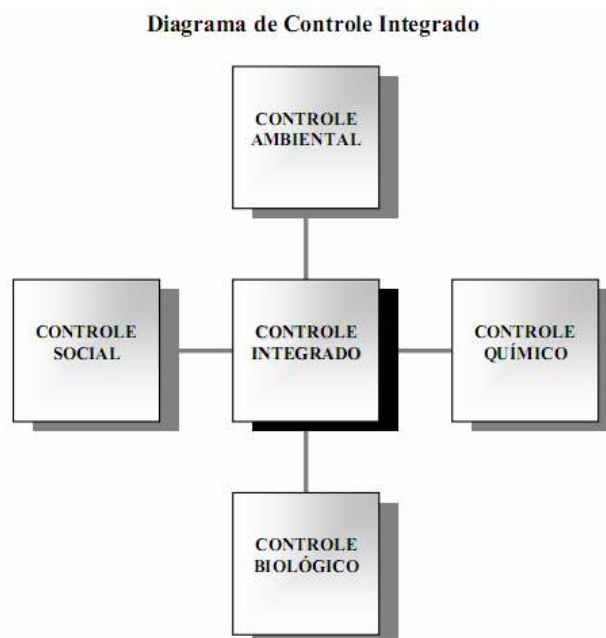 Diagrama de Controle Integrado
CONTROLE
AMBIENTAL
CONTROLE
SOCIAL
CONTROLE
INTEGRADO
CONTROLE
QUÍMICO
CONTROLE
BIOLÓGICO